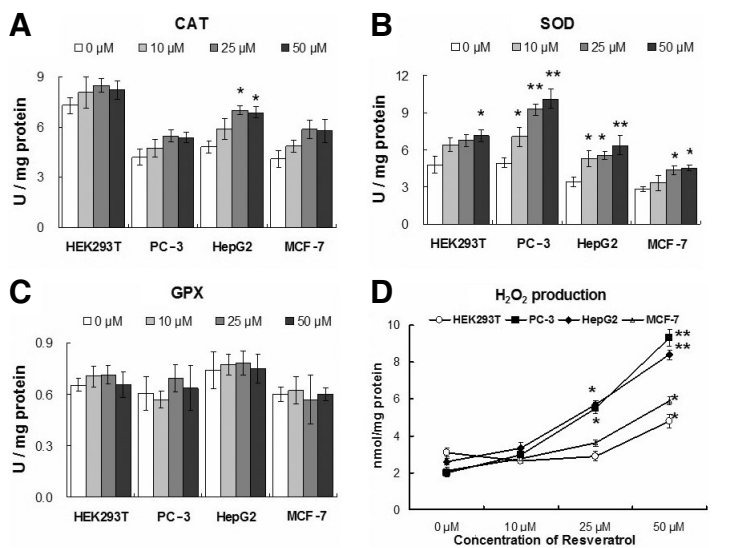 A
CAT
0 µM 10 µM 25 µM 50 µM
9
6
3
0
U / mg protein
* *
HEK293T PC-3 HepG2 MCF-7
B
SOD
0 µM 10 µM 25 µM 50 µM
12
9
6
3
0
U / mg protein
* * ** ** * * ** * *
HEK293T PC-3 HepG2 MCF-7
C
GPX
0 µM 10 µM 25 µM 50 µM
0.9
0.6
0.3
0.0
U / mg protein
HEK293T PC-3 HepG2 MCF-7
D
H₂O₂ production
HEK293T PC-3 HepG2 MCF-7
10
8
6
4
2
0
nmol/mg protein
* * ** ** * *
0 µM 10 µM 25 µM 50 µM
Concentration of Resveratrol